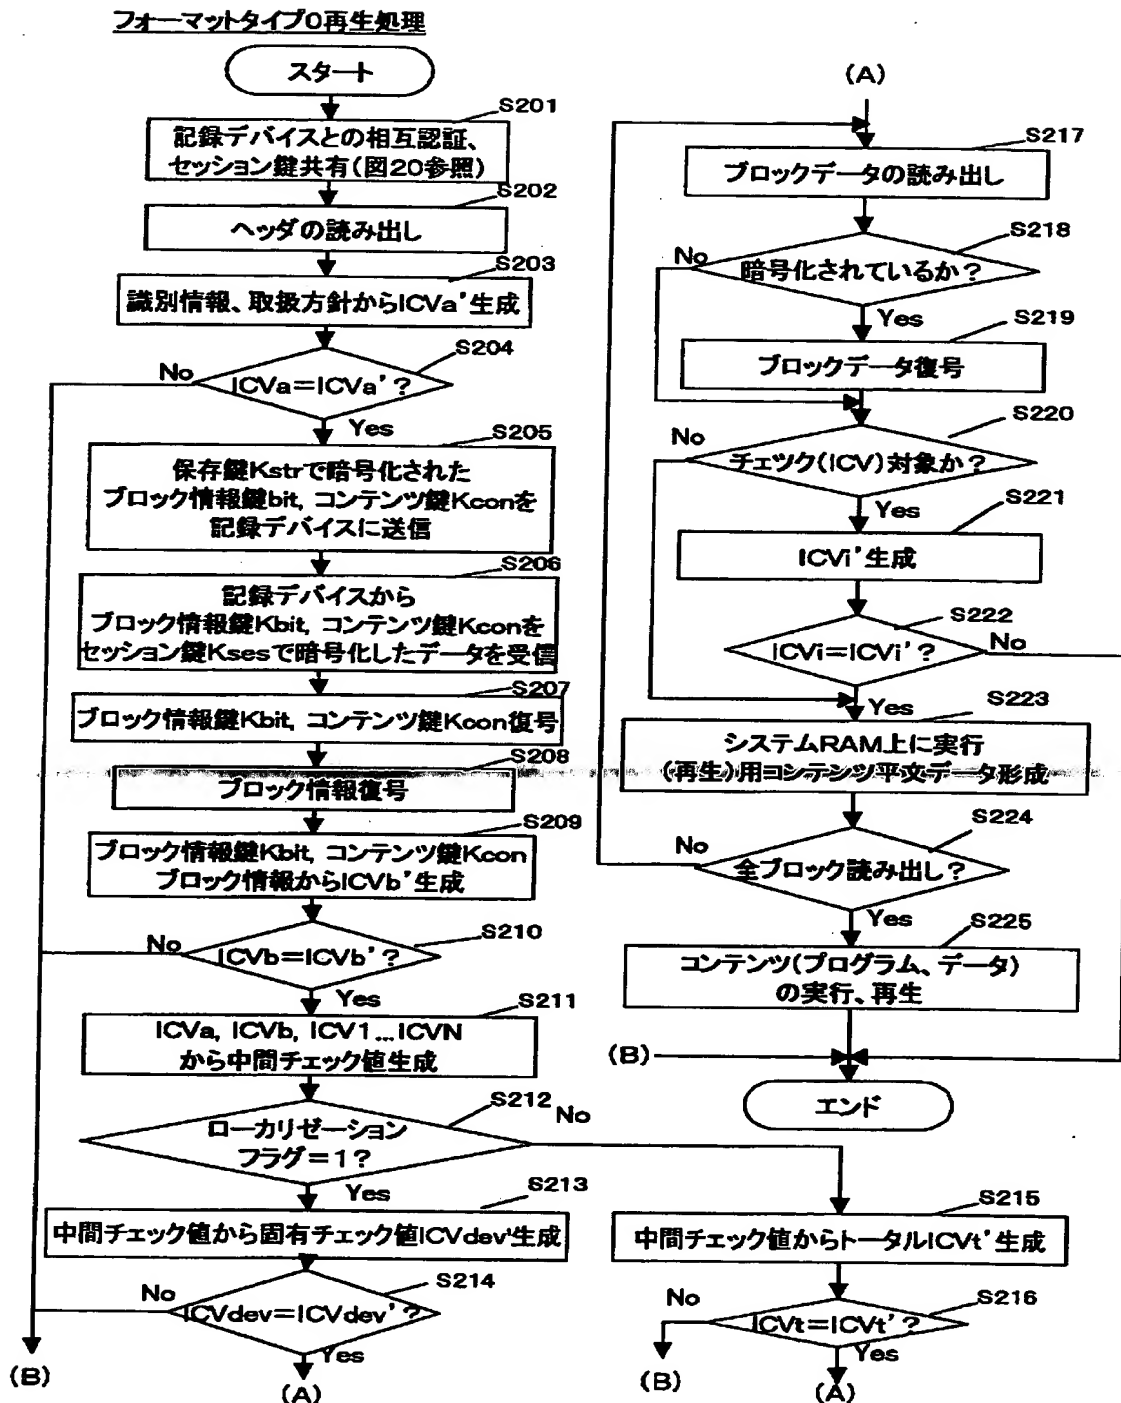 フォーマットタイプ0再生処理
スタート
S201
記録デバイスとの相互認証、
セッション鍵共有(図20参照)
S202
ヘッダの読み出し
S203
識別情報、取扱方針からICVa'生成
S204
No
ICVa=ICVa'?
Yes
S205
保存鍵Kstrで暗号化された
ブロック情報鍵bit, コンテンツ鍵Kconを
記録デバイスに送信
S206
記録デバイスから
ブロック情報鍵Kbit, コンテンツ鍵Kconを
セッション鍵Ksesで暗号化したデータを受信
S207
ブロック情報鍵Kbit, コンテンツ鍵Kcon復号
S208
ブロック情報復号
S209
ブロック情報鍵Kbit, コンテンツ鍵Kcon
ブロック情報からICVb'生成
S210
No
ICVb=ICVb'?
Yes
S211
ICVa, ICVb, ICV1...ICVN
から中間チェック値生成
S212
No
ローカリゼーション
フラグ=1?
Yes
S213
中間チェック値から固有チェック値ICVdev'生成
S214
No
ICVdev=ICVdev'?
Yes
(B)
(A)
S215
中間チェック値からトータルICVt'生成
S216
No
ICVt=ICVt'?
Yes
(B)
(A)
(A)
S217
ブロックデータの読み出し
S218
No
暗号化されているか?
Yes
S219
ブロックデータ復号
S220
No
チェツク(ICV)対象か?
Yes
S221
ICVi'生成
S222
ICVi=ICVi'?
No
Yes
S223
システムRAM上に実行
(再生)用コンテンツ平文データ形成
S224
No
全ブロック読み出し?
Yes
S225
コンテンツ(プログラム、データ)
の実行、再生
(B)
エンド